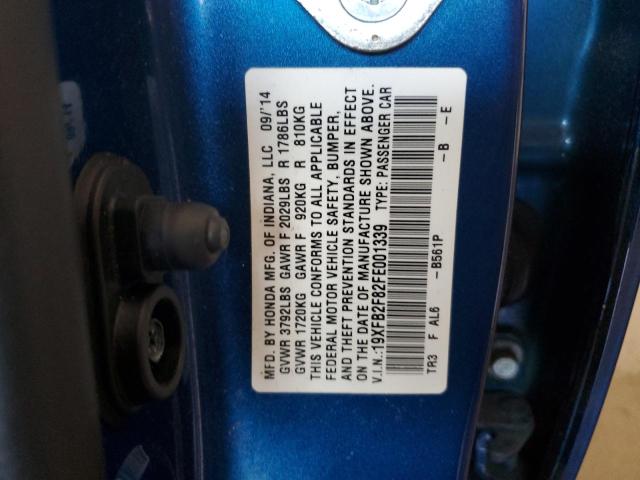 MFD. BY HONDA MFG. OF INDIANA, LLC 09/'14
GVWR 3792LBS GAWR F 2029LBS R 1786LBS
GVWR 1720KG GAWR F 920KG R 810KG
THIS VEHICLE CONFORMS TO ALL APPLICABLE
FEDERAL MOTOR VEHICLE SAFETY, BUMPER,
AND THEFT PREVENTION STANDARDS IN EFFECT
ON THE DATE OF MANUFACTURE SHOWN ABOVE.
V.I.N.:19XFB2F82FE001339 TYPE: PASSENGER CAR
TR3 F AL6 -B561P -B -E